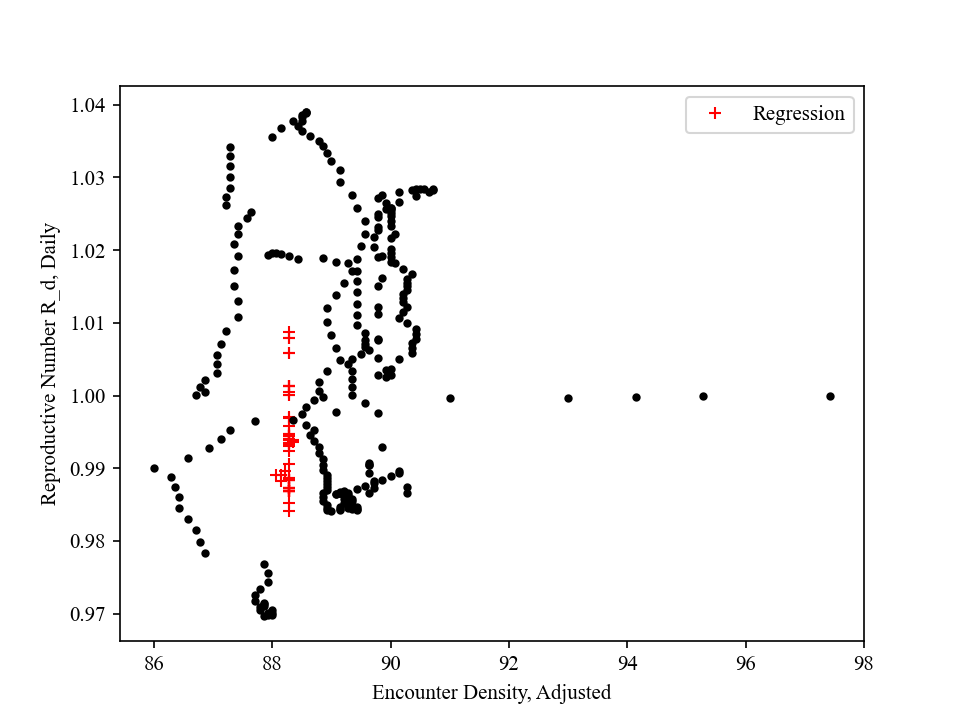 Regression
1.04
1.03
1.02
1.01
1.00
0.99
0.98
0.97
Reproductive Number R_d, Daily
86 88 90 92 94 96 98
Encounter Density, Adjusted